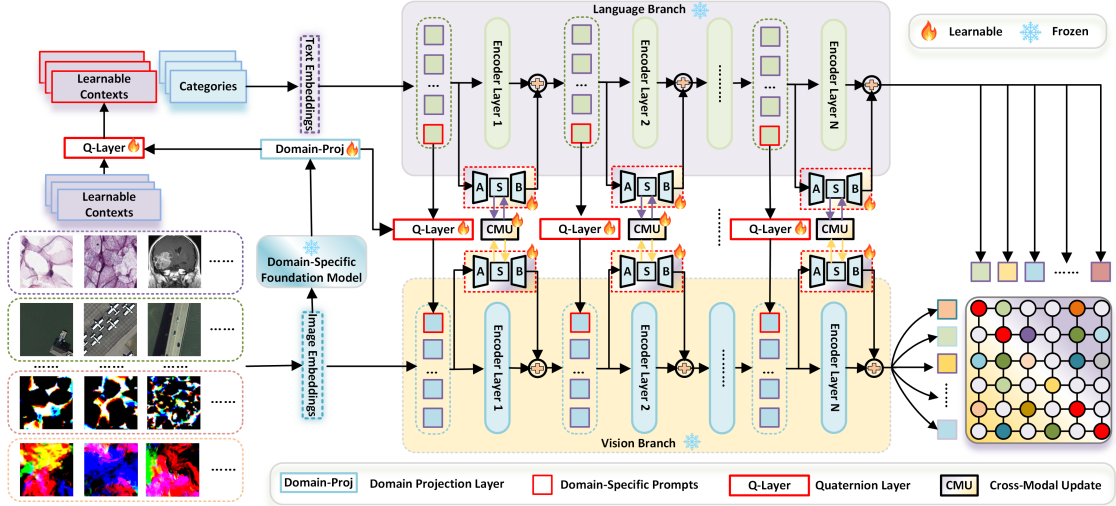 Language Branch
Learnable
Frozen
Learnable
Contexts
Categories
Text Embeddings
Encoder Layer 1
Encoder Layer 2
Encoder Layer N
...
...
...
Q-Layer
Domain-Proj
Learnable
Contexts
A S B
A S B
A S B
Q-Layer
CMU
Q-Layer
CMU
Q-Layer
CMU
Domain-Specific
Foundation Model
A S B
A S B
A S B
Image Embeddings
Encoder Layer 1
Encoder Layer 2
Encoder Layer N
...
...
...
Vision Branch
Domain-Proj
Domain Projection Layer
Domain-Specific Prompts
Q-Layer
Quaternion Layer
CMU
Cross-Modal Update